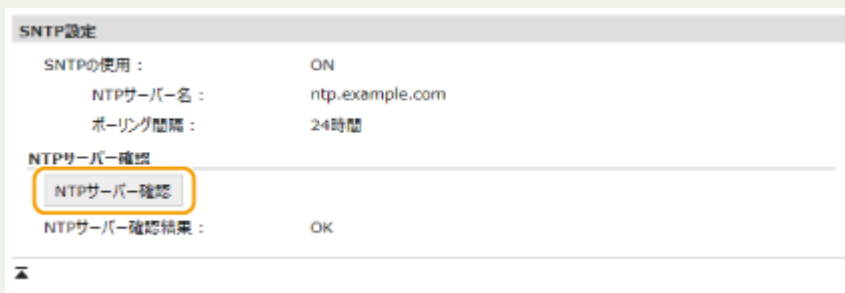 SNTP設定
SNTPの使用： ON
NTPサーバー名： ntp.example.com
ポーリング間隔： 24時間
NTPサーバー確認
NTPサーバー確認
NTPサーバー確認結果： OK